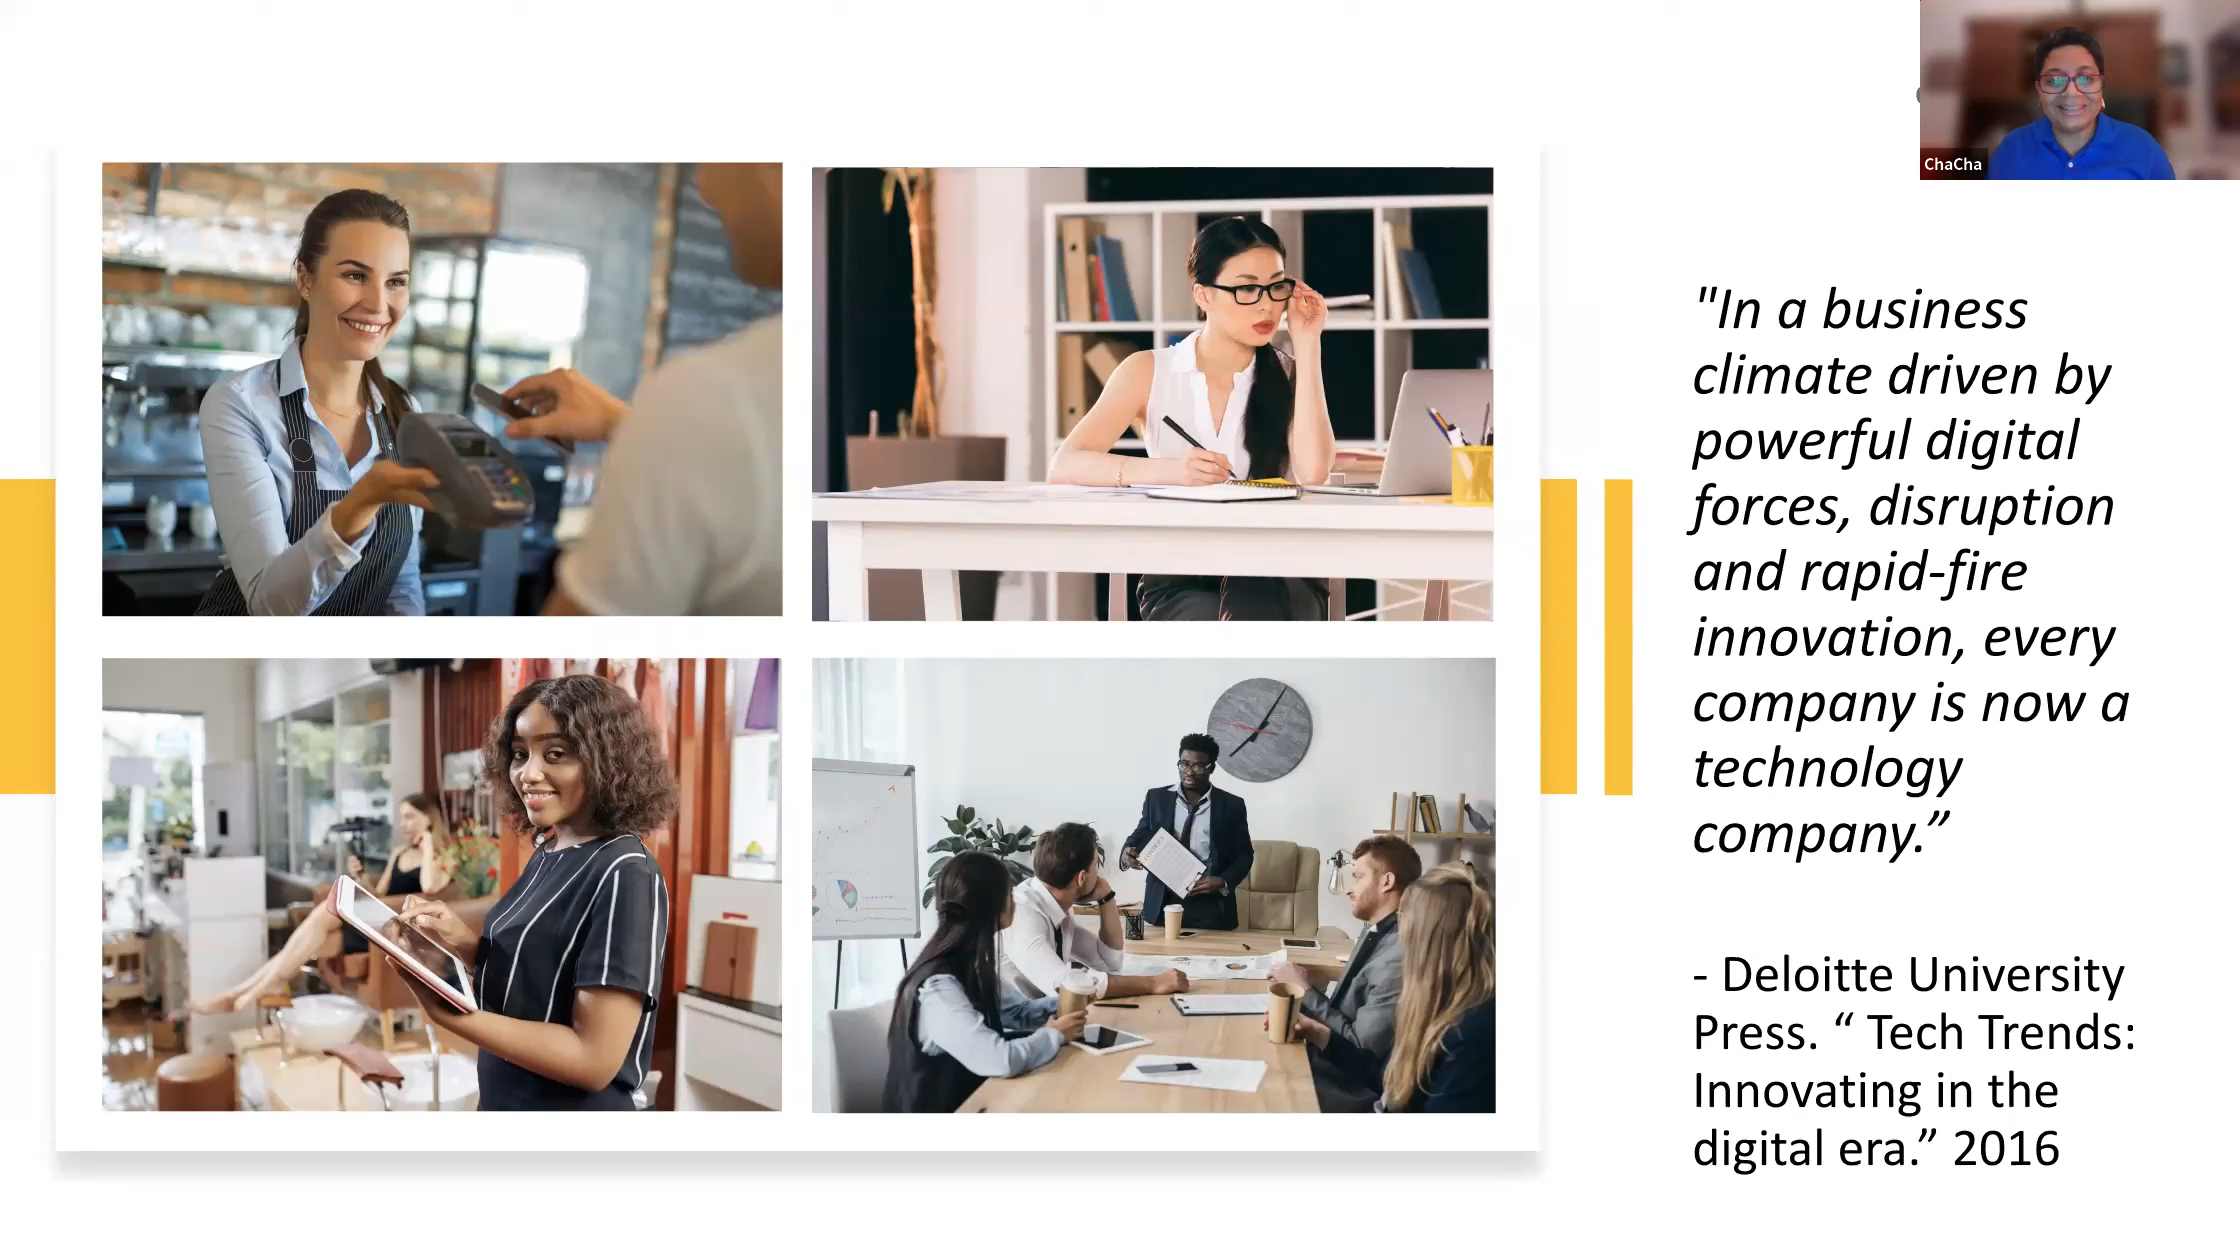 ChaCha
"In a business
climate driven by
powerful digital
forces, disruption
and rapid-fire
innovation, every
company is now a
technology
company.”
- Deloitte University
Press. “ Tech Trends:
Innovating in the
digital era.” 2016
CONTRACT